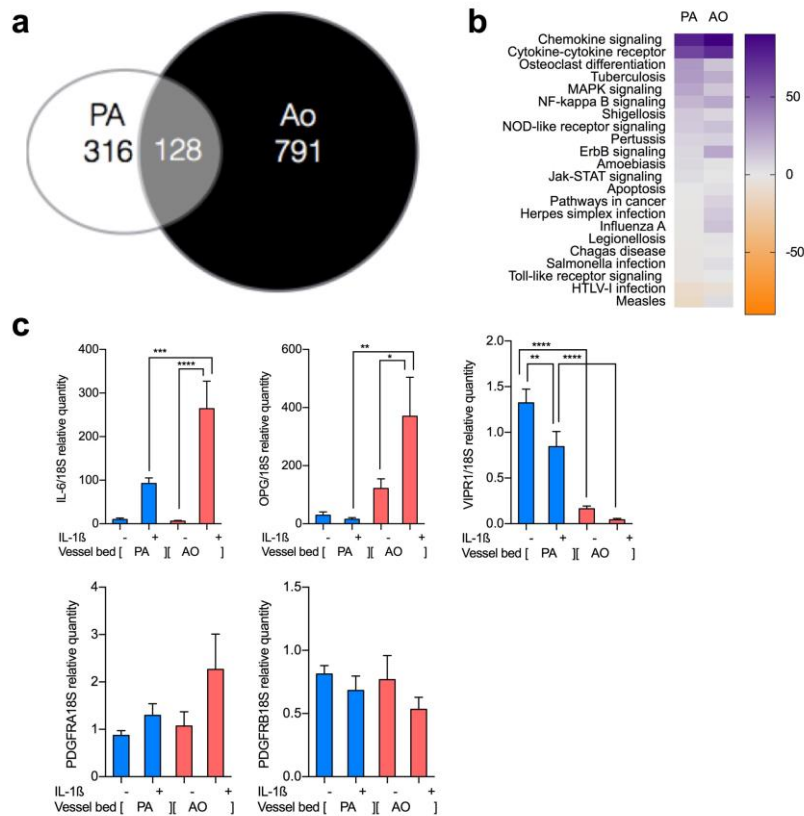 a
PA
316
128
Ao
791
b
PA AO
Chemokine signaling
Cytokine-cytokine receptor
Osteoclast differentiation
Tuberculosis
MAPK signaling
NF-kappa B signaling
Shigellosis
NOD-like receptor signaling
Pertussis
ErbB signaling
Amoebiasis
Jak-STAT signaling
Apoptosis
Pathways in cancer
Herpes simplex infection
Influenza A
Legionellosis
Chagas disease
Salmonella infection
Toll-like receptor signaling
HTLV-I infection
Measles
50
0
-50
c
IL-6/18S relative quantity
400
300
200
100
0
***
****
IL-1ß - + - +
Vessel bed [ PA ][ AO ]
OPG/18S relative quantity
600
400
200
0
**
*
- + - +
[ PA ][ AO ]
VIPR1/18S relative quantity
2.0
1.5
1.0
0.5
0.0
****
** ****
IL-1ß - + - +
Vessel bed [ PA ][ AO ]
PDGFRA18S relative quantity
4
3
2
1
0
IL-1ß - + - +
Vessel bed [ PA ][ AO ]
PDGFRB18S relative quantity
1.5
1.0
0.5
0.0
IL-1ß - + - +
Vessel bed [ PA ][ AO ]